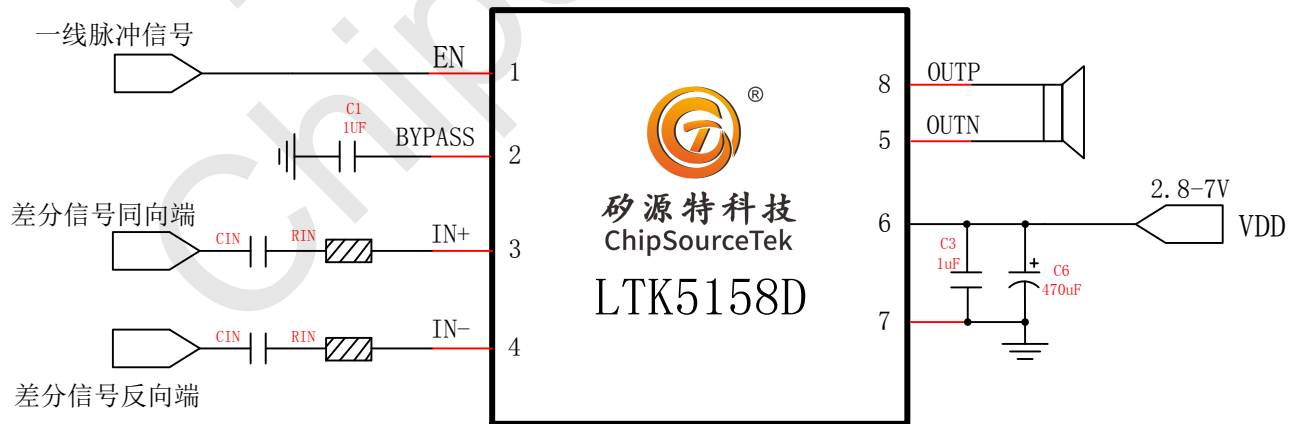 一线脉冲信号
EN
1
C1
1UF
BYPASS
2
差分信号同向端
CIN
RIN
IN+
3
CIN
RIN
IN-
4
差分信号反向端
®
矽源特科技
ChipSourceTek
LTK5158D
8
OUTP
5
OUTN
6
2.8-7V
VDD
C3
1uF
+
C6
470uF
7
Chip